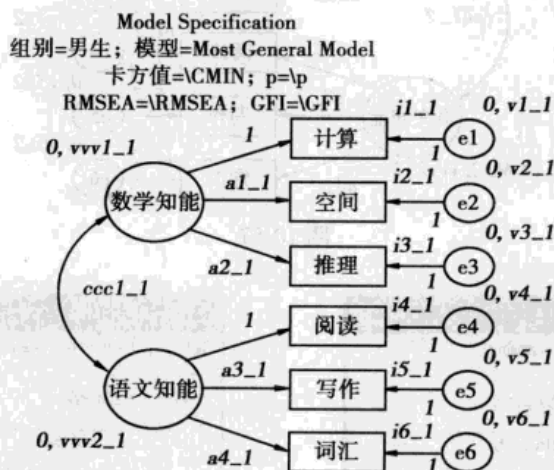 Model Specification
组别=男生；模型=Most General Model
卡方值=\CMIN；p=\p
RMSEA=\RMSEA；GFI=\GFI
0, vvv1_1
1
i1_1
0, v1_1
计算
1
e1
数学知能
a1_1
i2_1
0, v2_1
空间
1
e2
a2_1
i3_1
0, v3_1
推理
1
e3
ccc1_1
1
i4_1
0, v4_1
阅读
1
e4
语文知能
a3_1
i5_1
0, v5_1
写作
1
e5
0, vvv2_1
a4_1
i6_1
0, v6_1
词汇
1
e6